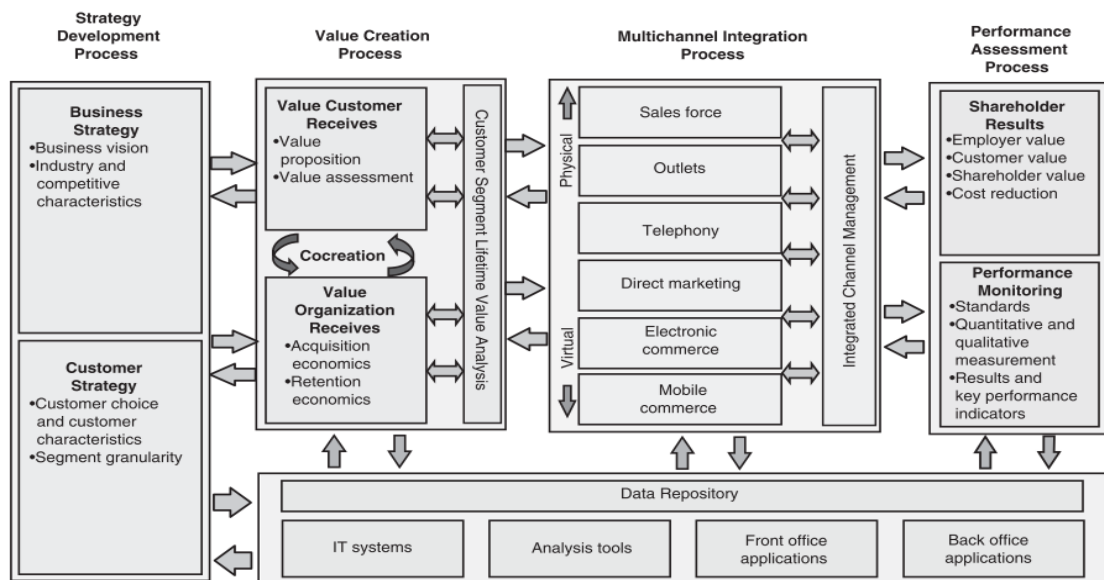 Strategy
Development
Process
Value Creation
Process
Multichannel Integration
Process
Performance
Assessment
Process
Business
Strategy
•Business vision
•Industry and
competitive
characteristics
Customer
Strategy
•Customer choice
and customer
characteristics
•Segment granularity
Value Customer
Receives
•Value
proposition
•Value assessment
Cocreation
Value
Organization
Receives
•Acquisition
economics
•Retention
economics
Customer Segment Lifetime Value Analysis
Physical
Virtual
Sales force
Outlets
Telephony
Direct marketing
Electronic
commerce
Mobile
commerce
Integrated Channel Management
Shareholder
Results
•Employer value
•Customer value
•Shareholder value
•Cost reduction
Performance
Monitoring
•Standards
•Quantitative and
qualitative
measurement
•Results and
key performance
indicators
Data Repository
IT systems
Analysis tools
Front office
applications
Back office
applications